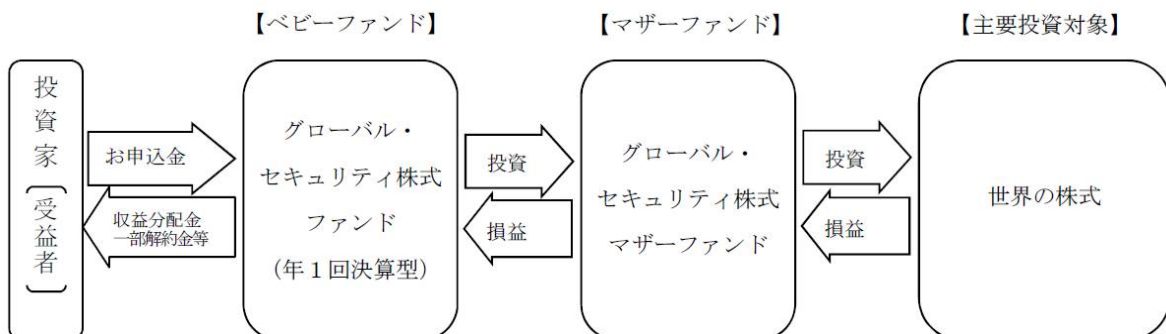 【ベビーファンド】
【マザーファンド】
【主要投資対象】
投資家
〔受益者〕
お申込金
収益分配金
一部解約金等
グローバル・
セキュリティ株式
ファンド
（年１回決算型）
投資
損益
グローバル・
セキュリティ株式
マザーファンド
投資
損益
世界の株式